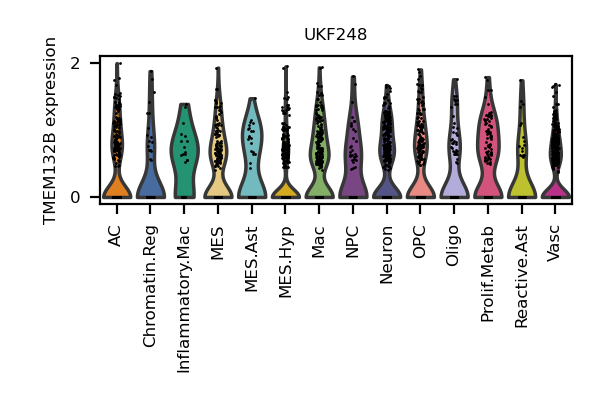 UKF248
TMEM132B expression
2
0
AC
Chromatin.Reg
Inflammatory.Mac
MES
MES.Ast
MES.Hyp
Mac
NPC
Neuron
OPC
Oligo
Prolif.Metab
Reactive.Ast
Vasc